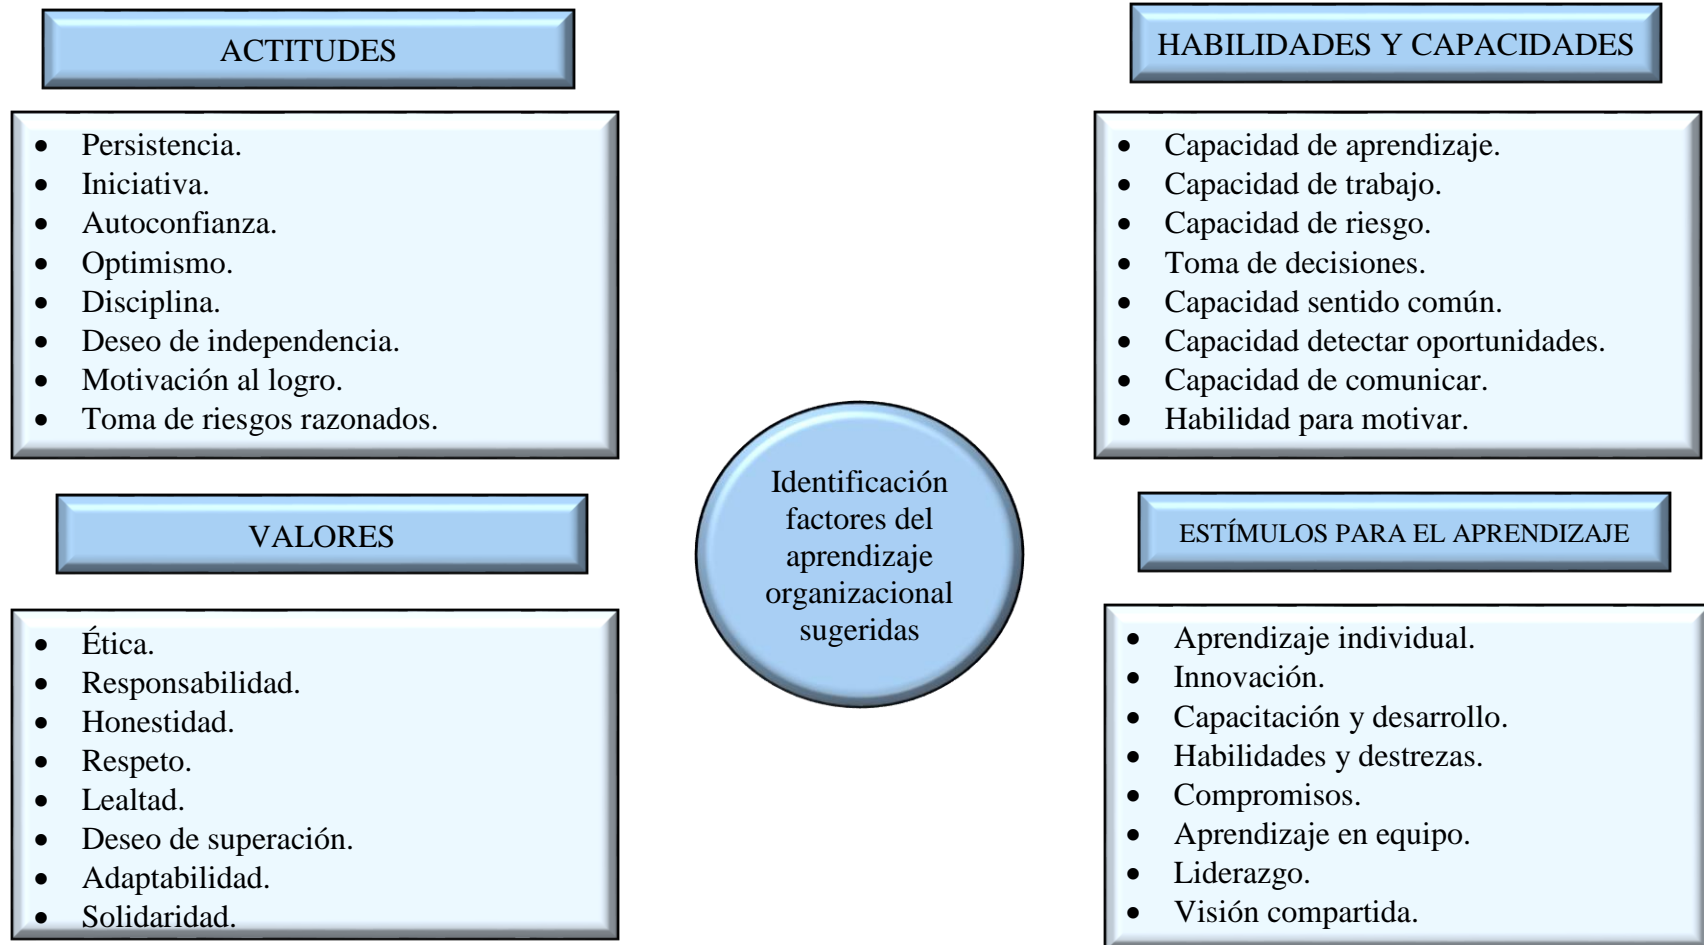 ACTITUDES
• Persistencia.
• Iniciativa.
• Autoconfianza.
• Optimismo.
• Disciplina.
• Deseo de independencia.
• Motivación al logro.
• Toma de riesgos razonados.
VALORES
• Ética.
• Responsabilidad.
• Honestidad.
• Respeto.
• Lealtad.
• Deseo de superación.
• Adaptabilidad.
• Solidaridad.
Identificación
factores del
aprendizaje
organizacional
sugeridas
HABILIDADES Y CAPACIDADES
• Capacidad de aprendizaje.
• Capacidad de trabajo.
• Capacidad de riesgo.
• Toma de decisiones.
• Capacidad sentido común.
• Capacidad detectar oportunidades.
• Capacidad de comunicar.
• Habilidad para motivar.
ESTÍMULOS PARA EL APRENDIZAJE
• Aprendizaje individual.
• Innovación.
• Capacitación y desarrollo.
• Habilidades y destrezas.
• Compromisos.
• Aprendizaje en equipo.
• Liderazgo.
• Visión compartida.